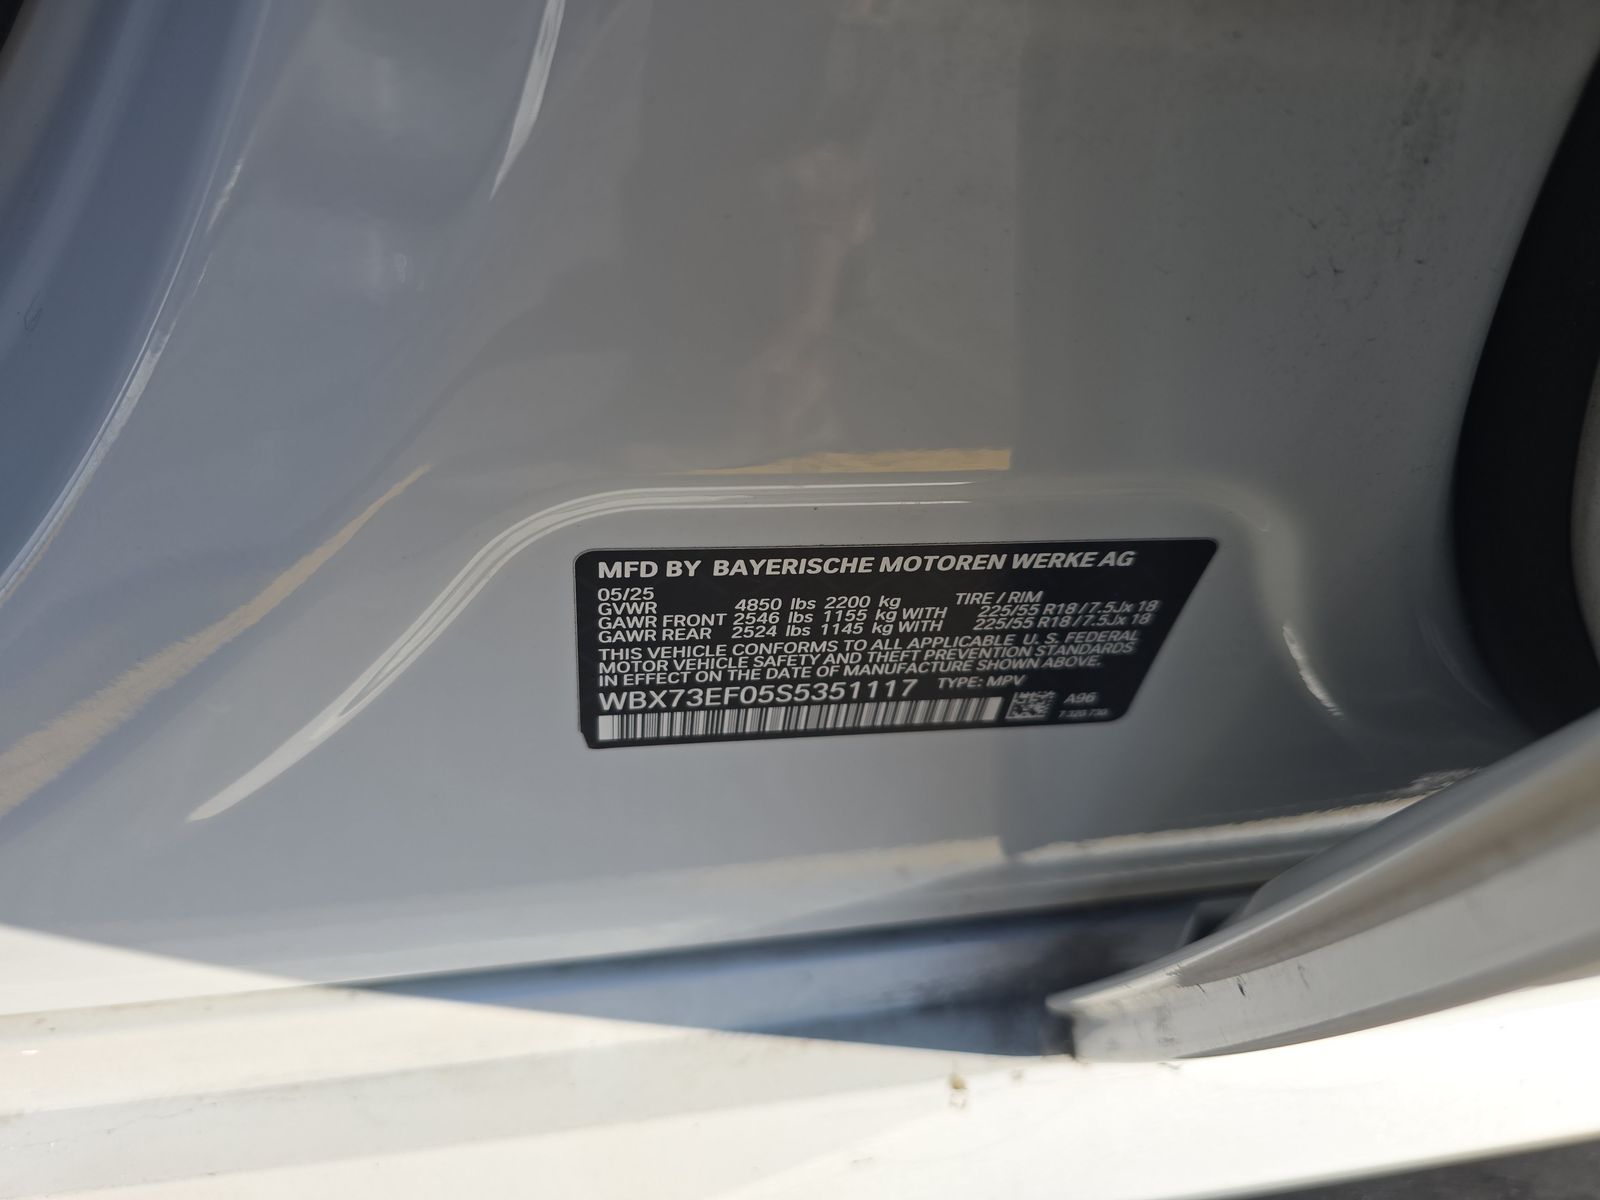 MFD BY BAYERISCHE MOTOREN WERKE AG
05/25
GVWR 4850 lbs 2200 kg TIRE / RIM
GAWR FRONT 2546 lbs 1155 kg WITH 225/55 R18 / 7.5Jx 18
GAWR REAR 2524 lbs 1145 kg WITH 225/55 R18 / 7.5Jx 18
THIS VEHICLE CONFORMS TO ALL APPLICABLE U. S. FEDERAL
MOTOR VEHICLE SAFETY AND THEFT PREVENTION STANDARDS
IN EFFECT ON THE DATE OF MANUFACTURE SHOWN ABOVE.
WBX73EF05S5351117 TYPE: MPV
A96